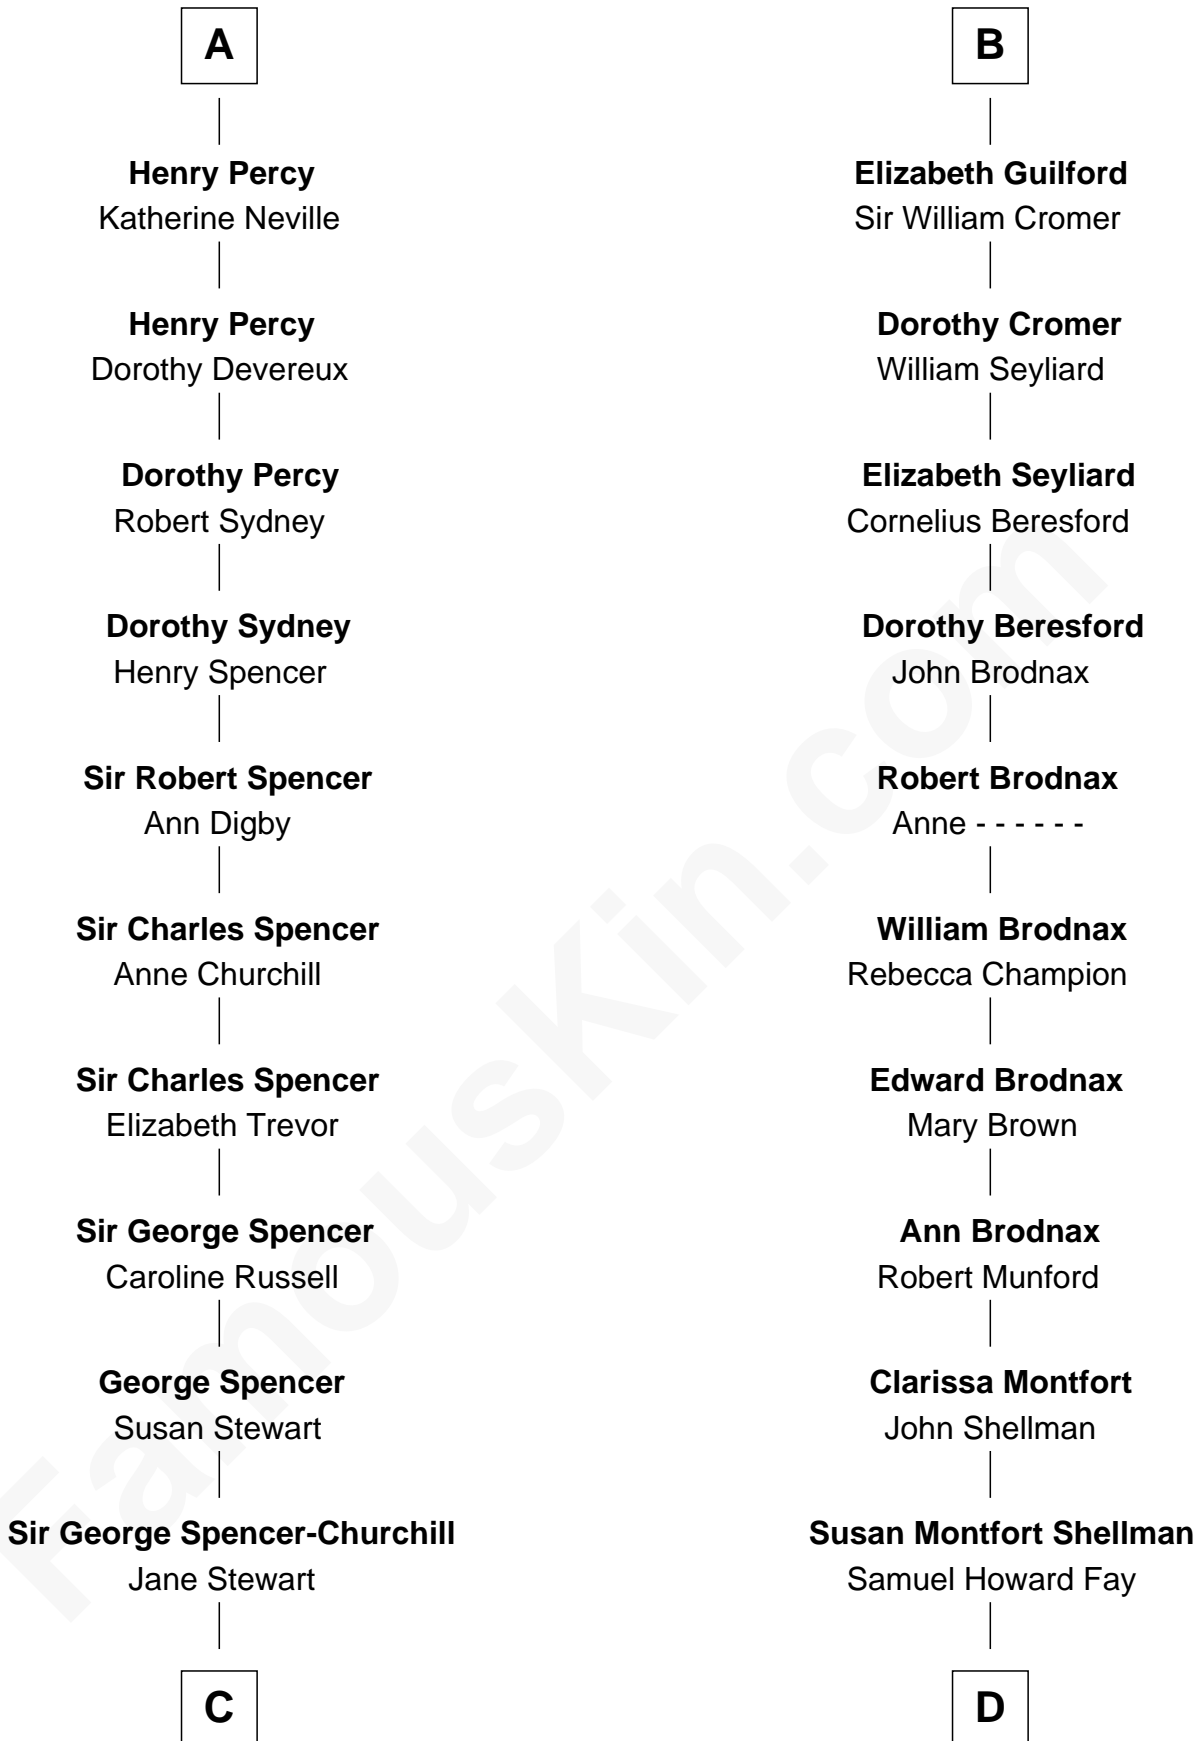 A
Henry Percy
Katherine Neville
Henry Percy
Dorothy Devereux
Dorothy Percy
Robert Sydney
Dorothy Sydney
Henry Spencer
Sir Robert Spencer
Ann Digby
Sir Charles Spencer
Anne Churchill
Sir Charles Spencer
Elizabeth Trevor
Sir George Spencer
Caroline Russell
George Spencer
Susan Stewart
Sir George Spencer-Churchill
Jane Stewart
C
B
Elizabeth Guilford
Sir William Cromer
Dorothy Cromer
William Seyliard
Elizabeth Seyliard
Cornelius Beresford
Dorothy Beresford
John Brodnax
Robert Brodnax
Anne - - - - - -
William Brodnax
Rebecca Champion
Edward Brodnax
Mary Brown
Ann Brodnax
Robert Munford
Clarissa Montfort
John Shellman
Susan Montfort Shellman
Samuel Howard Fay
D
FamousKin.com